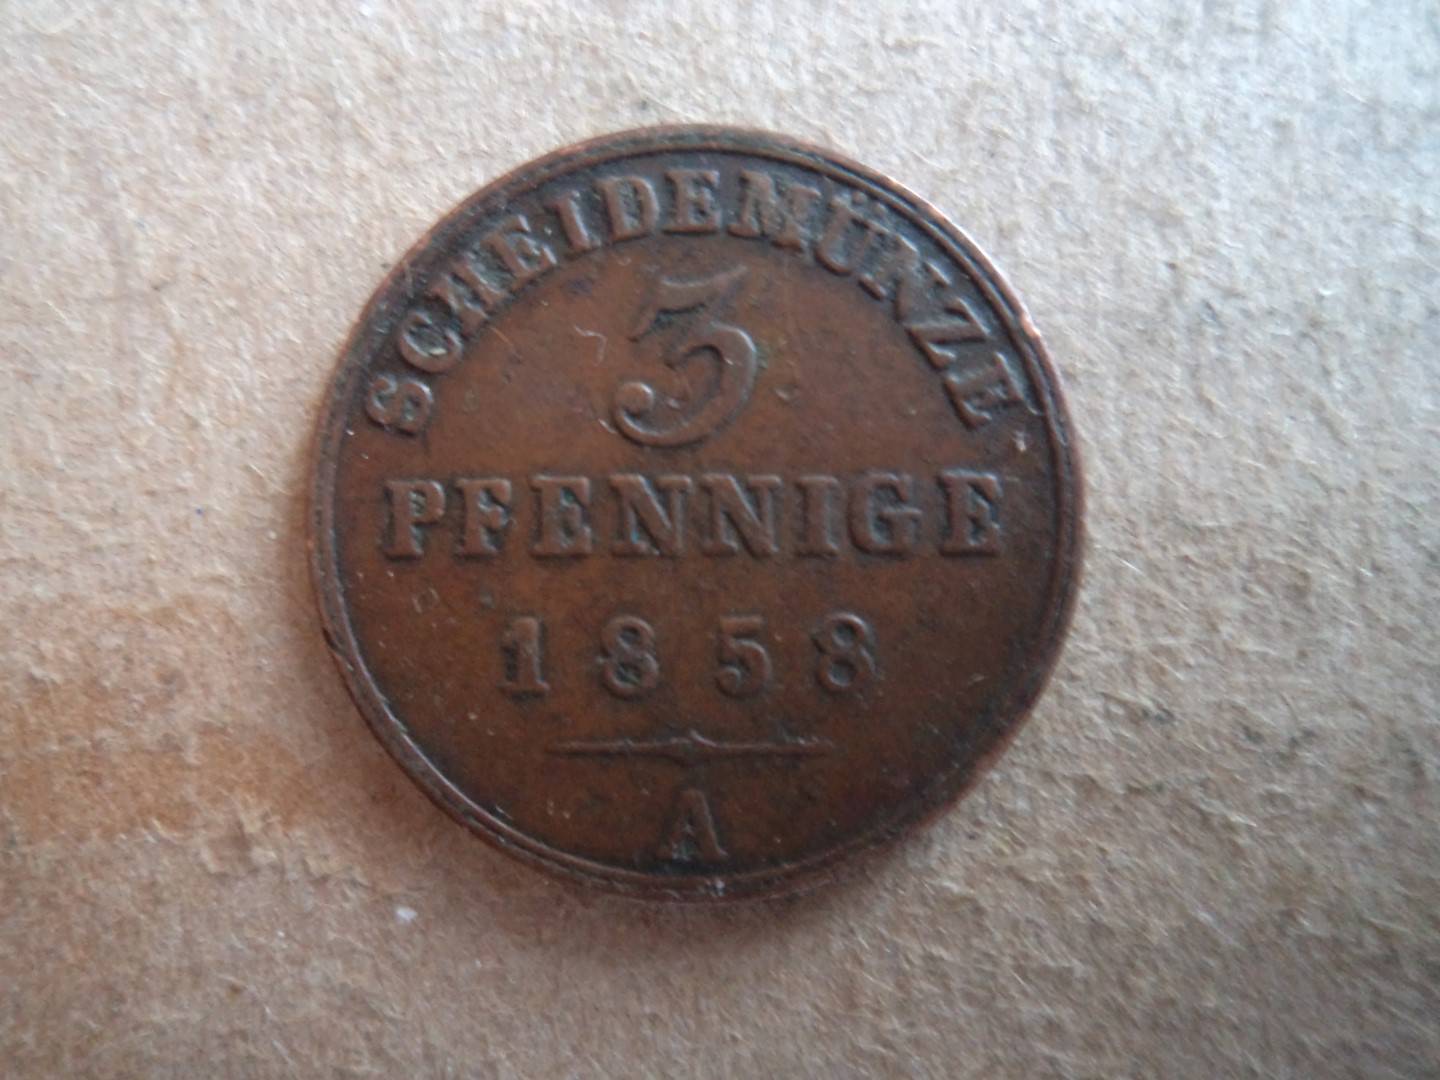 SCHEIDEMÜNZE
3
PFENNIGE
1858
A